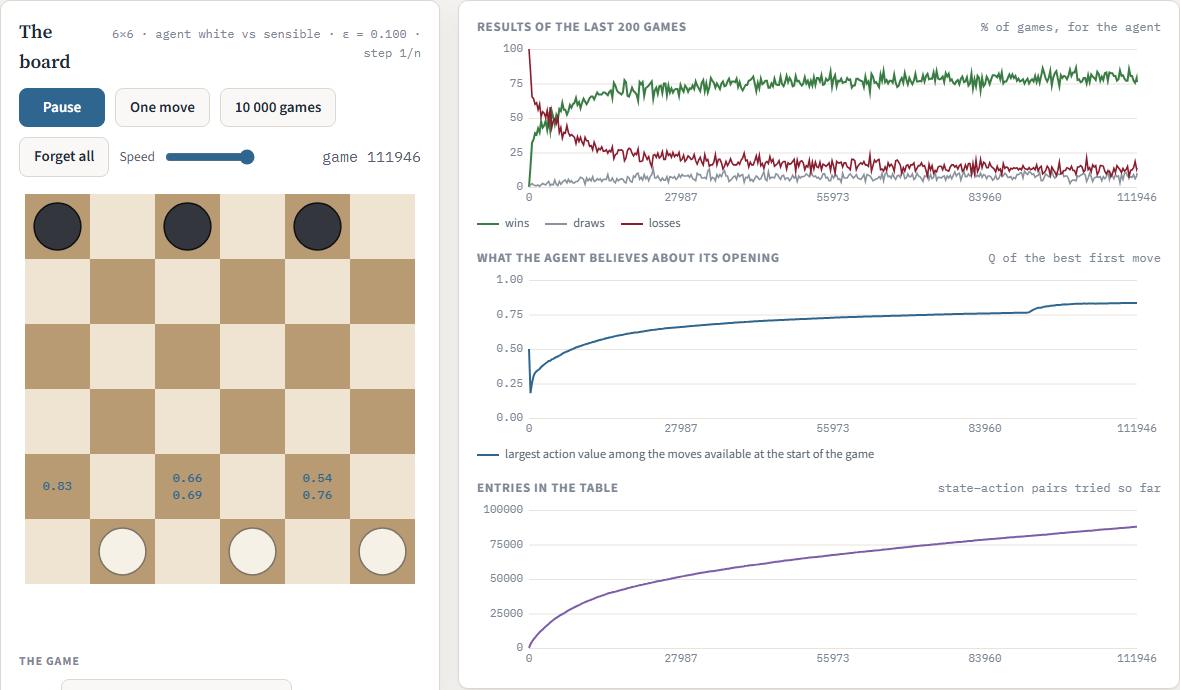 The board
6×6 · agent white vs sensible · ε = 0.100 · step 1/n
Pause
One move
10 000 games
Forget all
Speed
game 111946
0.83
0.66
0.69
0.54
0.76
THE GAME
RESULTS OF THE LAST 200 GAMES
% of games, for the agent
100
75
50
25
0
0 27987 55973 83960 111946
wins draws losses
WHAT THE AGENT BELIEVES ABOUT ITS OPENING
Q of the best first move
1.00
0.75
0.50
0.25
0.00
0 27987 55973 83960 111946
largest action value among the moves available at the start of the game
ENTRIES IN THE TABLE
state-action pairs tried so far
100000
75000
50000
25000
0
0 27987 55973 83960 111946